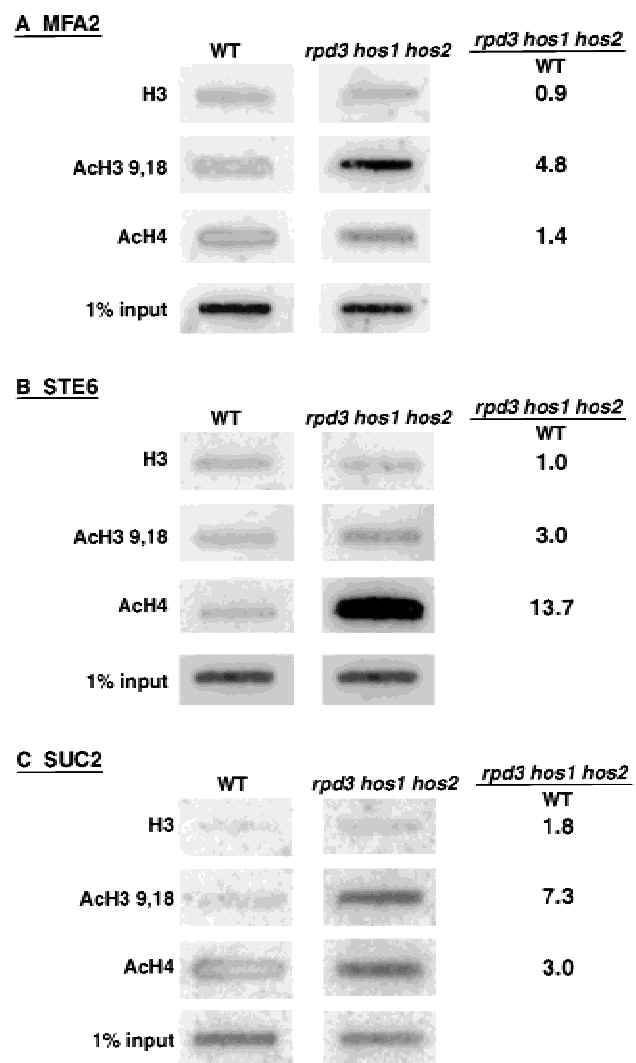 A MFA2
WT rpd3 hos1 hos2 rpd3 hos1 hos2
WT
H3 0.9
AcH3 9,18 4.8
AcH4 1.4
1% input
B STE6
WT rpd3 hos1 hos2 rpd3 hos1 hos2
WT
H3 1.0
AcH3 9,18 3.0
AcH4 13.7
1% input
C SUC2
WT rpd3 hos1 hos2 rpd3 hos1 hos2
WT
H3 1.8
AcH3 9,18 7.3
AcH4 3.0
1% input